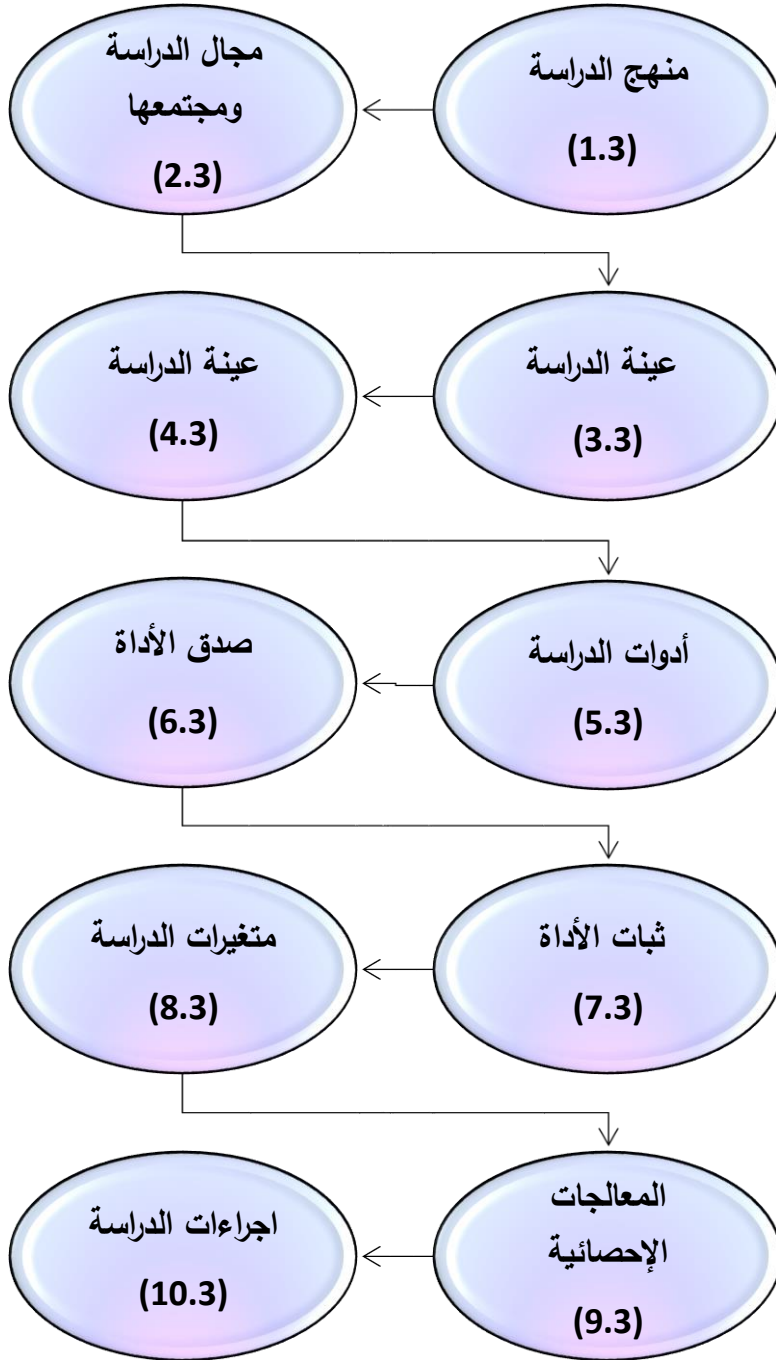 منهج الدراسة
(1.3)
مجال الدراسة
ومجتمعها
(2.3)
عينة الدراسة
(3.3)
عينة الدراسة
(4.3)
أدوات الدراسة
(5.3)
صدق الأداة
(6.3)
ثبات الأداة
(7.3)
متغيرات الدراسة
(8.3)
المعالجات
الإحصائية
(9.3)
اجراءات الدراسة
(10.3)